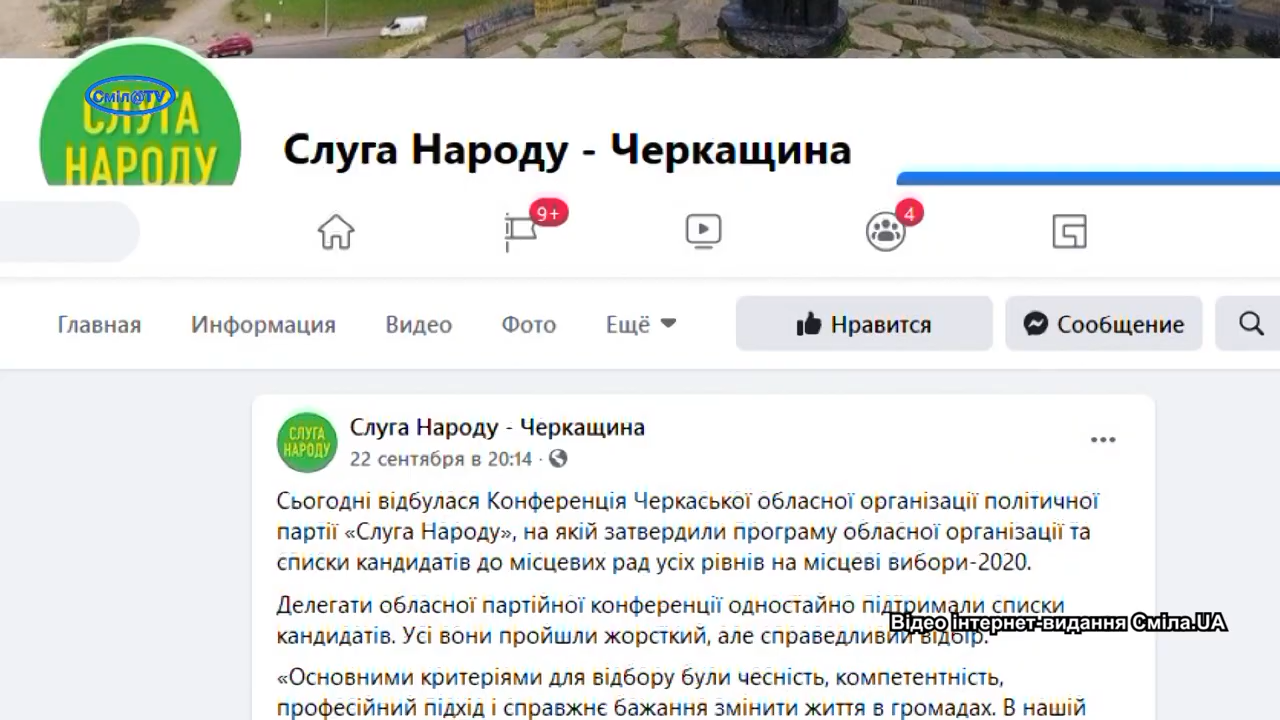 Сміл@TV
СЛУГА
НАРОДУ
Слуга Народу - Черкащина
9+
4
Главная
Информация
Видео
Фото
Ещё
Нравится
Сообщение
СЛУГА
НАРОДУ
Слуга Народу - Черкащина
22 сентября в 20:14 ·
Сьогодні відбулася Конференція Черкаської обласної організації політичної
партії «Слуга Народу», на якій затвердили програму обласної організації та
списки кандидатів до місцевих рад усіх рівнів на місцеві вибори-2020.
Делегати обласної партійної конференції одностайно підтримали списки
кандидатів. Усі вони пройшли жорсткий, але справедливий відбір.
Відео інтернет-видання Сміла.UA
«Основними критеріями для відбору були чесність, компетентність,
професійний підхід і справжнє бажання змінити життя в громадах. В нашій